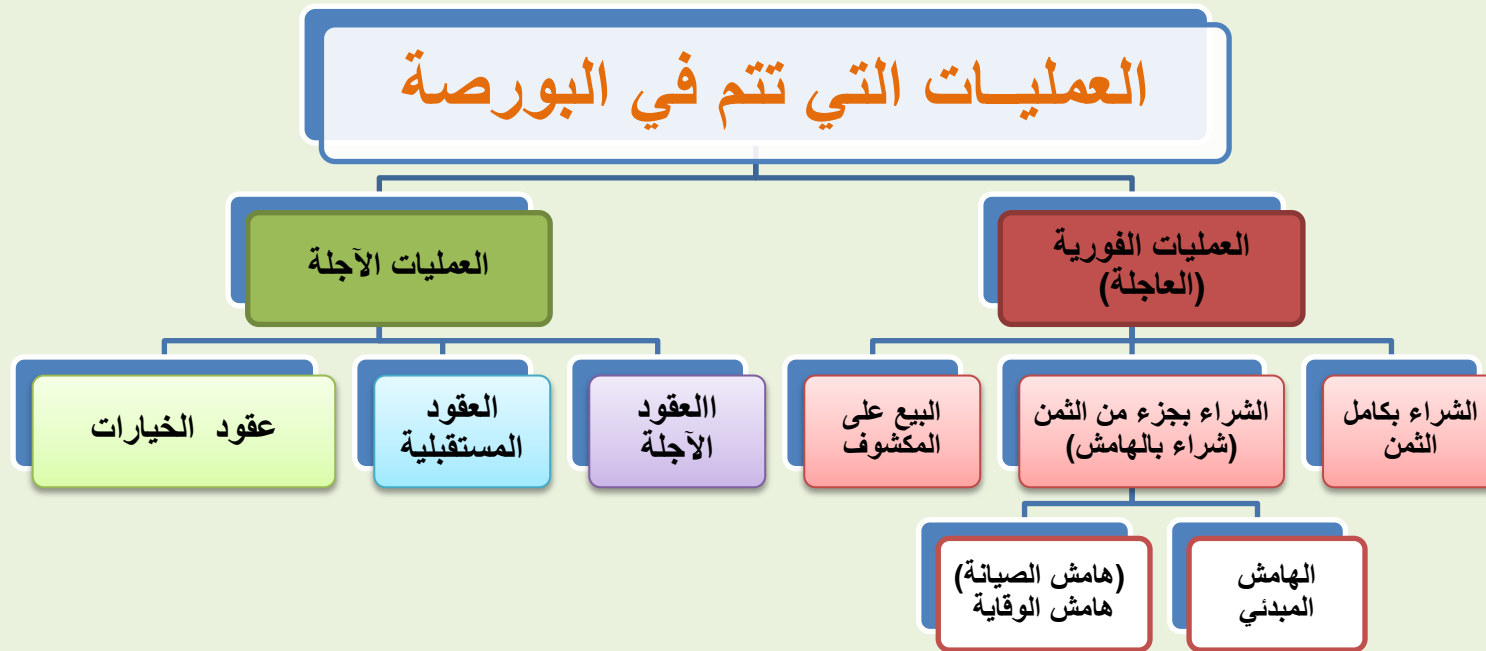 العمليــات التي تتم في البورصة
العمليات الفورية
(العاجلة)
العمليات الآجلة
الشراء بكامل
الثمن
الشراء بجزء من الثمن
(شراء بالهامش)
البيع على
المكشوف
االعقود
الآجلة
العقود
المستقبلية
عقود الخيارات
الهامش
المبدئي
(هامش الصيانة)
هامش الوقاية